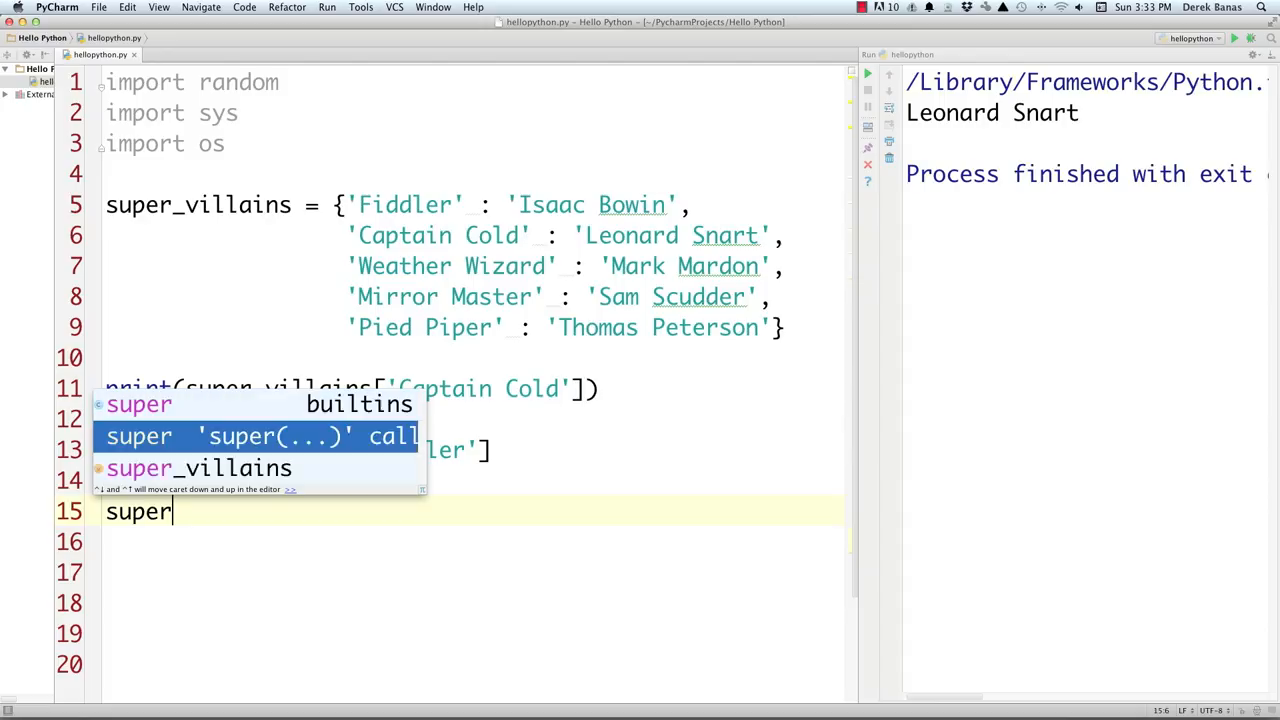 PyCharm File Edit View Navigate Code Refactor Run Tools VCS Window Help 10 Sun 3:33 PM Derek Banas
hellopython.py - Hello Python - [~/PycharmProjects/Hello Python]
Hello Python hellopython.py hellopython
hellopython.py Run hellopython
Hello
hell
Extern
1 import random
2 import sys
3 import os
4
5 super_villains = {'Fiddler' : 'Isaac Bowin',
6 'Captain Cold' : 'Leonard Snart',
7 'Weather Wizard' : 'Mark Mardon',
8 'Mirror Master' : 'Sam Scudder',
9 'Pied Piper' : 'Thomas Peterson'}
10
11 print(super_villains['Captain Cold'])
12
13 ler']
14
15 super
16
17
18
19
20
super builtins
super 'super(...)' call
super_villains
^↓ and ^↑ will move caret down and up in the editor >>
/Library/Frameworks/Python.
Leonard Snart
Process finished with exit
15:6 LF UTF-8